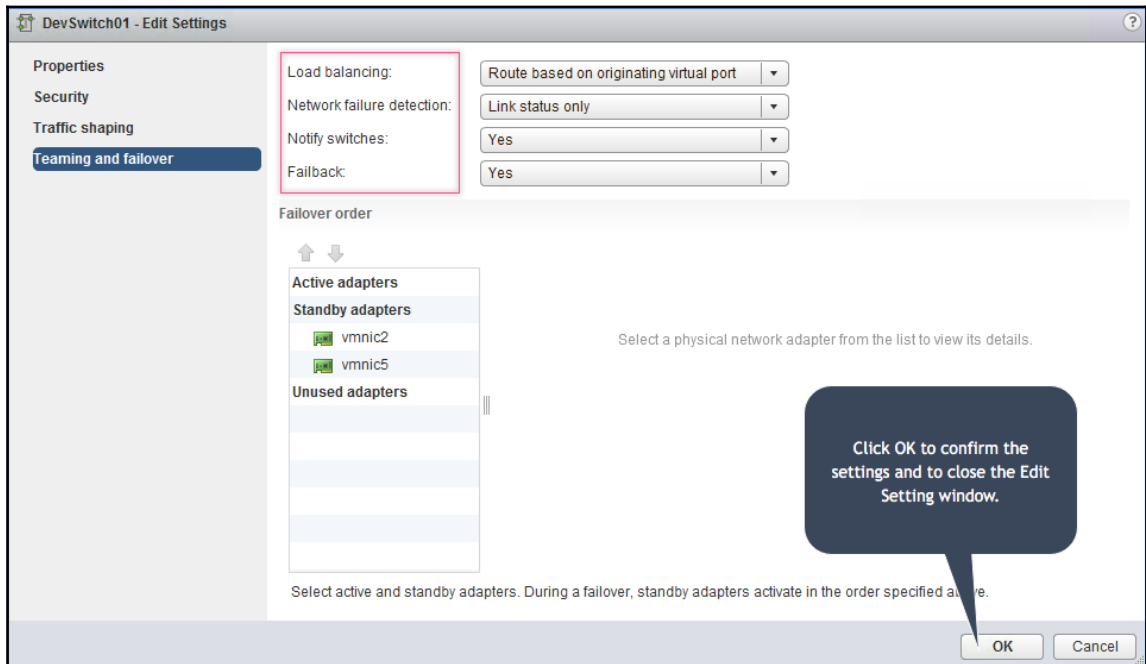 DevSwitch01 - Edit Settings
?
Properties
Security
Traffic shaping
Teaming and failover
Load balancing:
Route based on originating virtual port
Network failure detection:
Link status only
Notify switches:
Yes
Failback:
Yes
Failover order
Active adapters
Standby adapters
vmnic2
vmnic5
Unused adapters
Select a physical network adapter from the list to view its details.
Click OK to confirm the
settings and to close the Edit
Setting window.
Select active and standby adapters. During a failover, standby adapters activate in the order specified
OK
Cancel